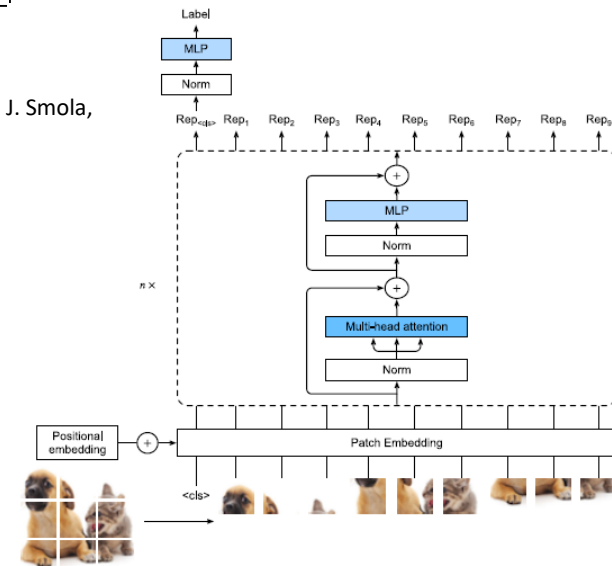 Label
MLP
Norm
J. Smola,
Rep<cls> Rep1 Rep2 Rep3 Rep4 Rep5 Rep6 Rep7 Rep8 Rep9
+
MLP
Norm
n ×
+
Multi-head attention
Norm
Positional
embedding
+
Patch Embedding
<cls>